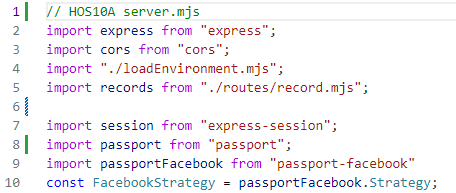 1 // HOS10A server.mjs
2 import express from "express";
3 import cors from "cors";
4 import "./loadEnvironment.mjs";
5 import records from "./routes/record.mjs";
6
7 import session from "express-session";
8 import passport from "passport";
9 import passportFacebook from "passport-facebook"
10 const FacebookStrategy = passportFacebook.Strategy;